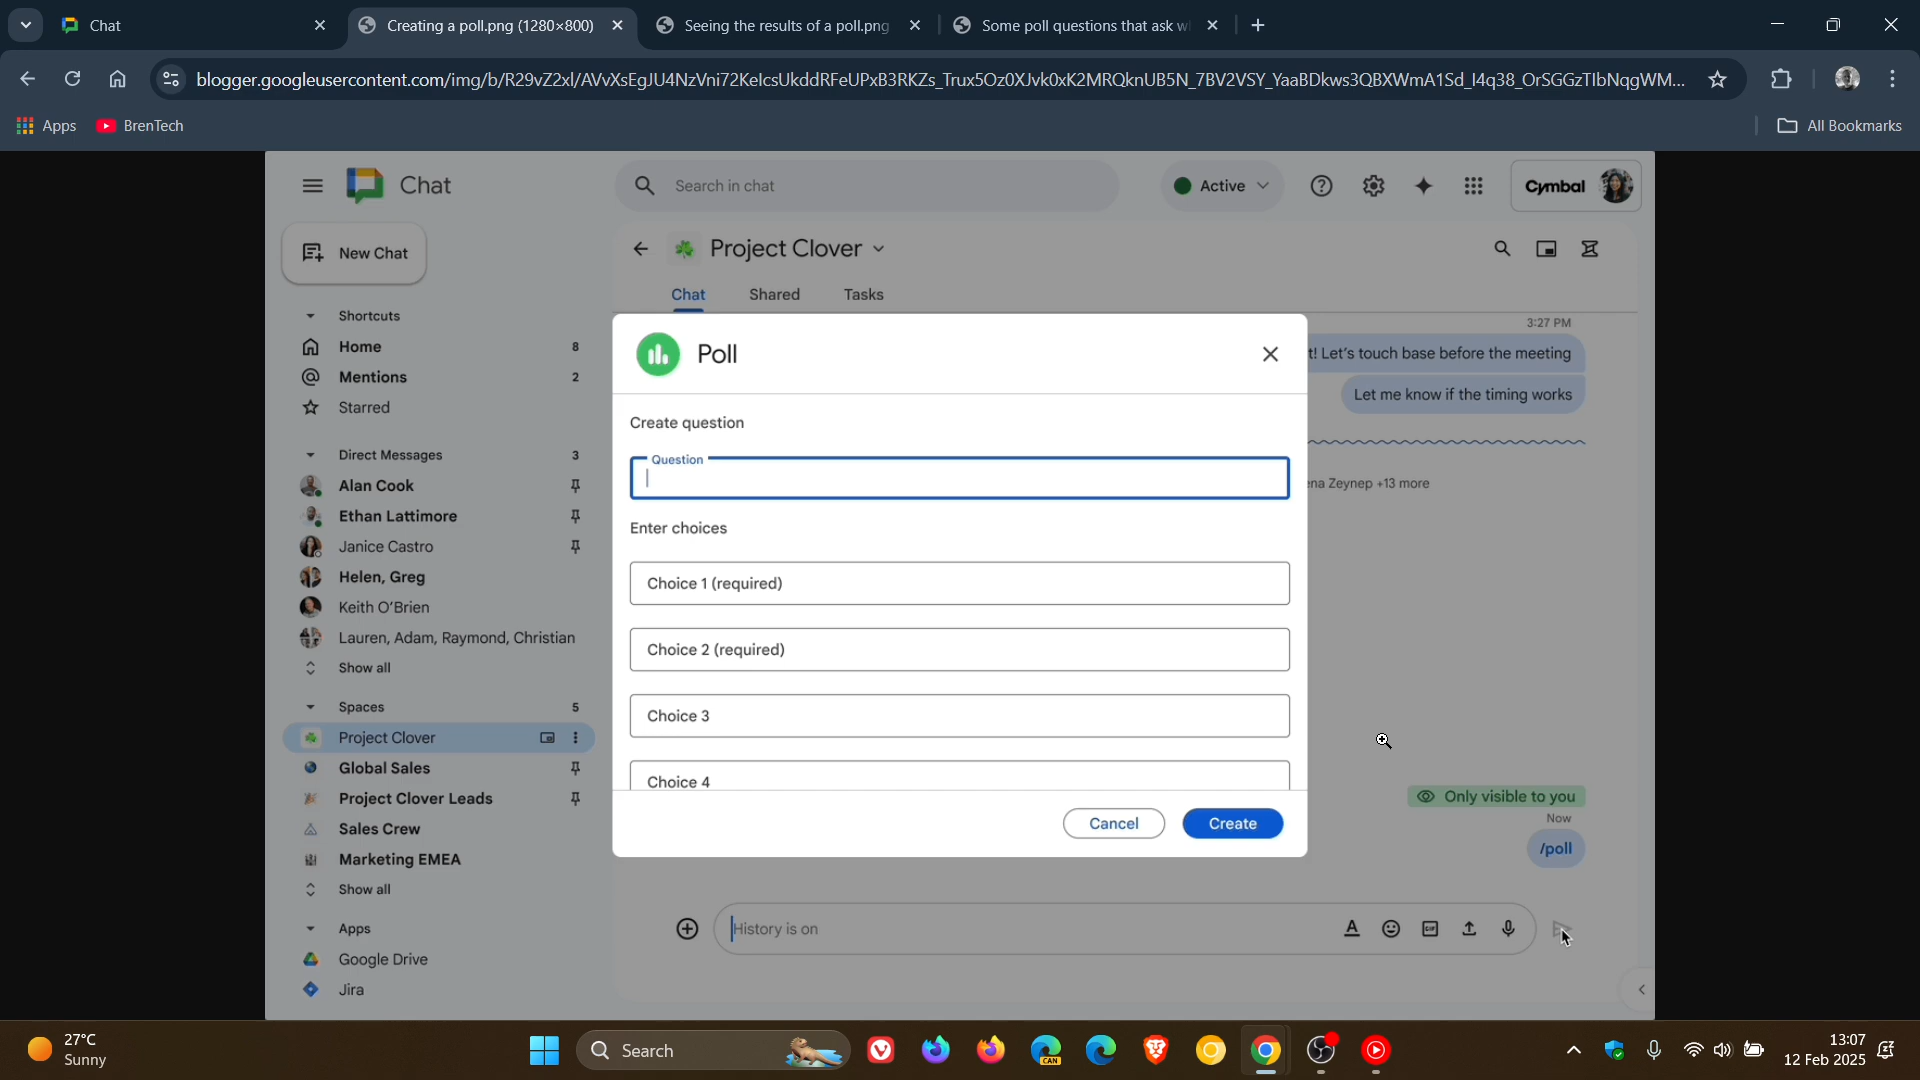 Chat
Creating a poll.png (1280×800)
Seeing the results of a poll.png
Some poll questions that ask w
blogger.googleusercontent.com/img/b/R29vZ2xl/AVvXsEgJU4NzVni72KeIcsUkddRFeUPxB3RKZs_Trux5Oz0XJvk0xK2MRQknUB5N_7BV2VSY_YaaBDkws3QBXWmA1Sd_I4q38_OrSGGzTIbNqgWM...
Apps
BrenTech
All Bookmarks
Chat
Search in chat
Active
Cymbal
New Chat
Project Clover
Chat
Shared
Tasks
Shortcuts
Home 8
Mentions 2
Starred
Direct Messages 3
Alan Cook
Ethan Lattimore
Janice Castro
Helen, Greg
Keith O'Brien
Lauren, Adam, Raymond, Christian
Show all
Spaces 5
Project Clover
Global Sales
Project Clover Leads
Sales Crew
Marketing EMEA
Show all
Apps
Google Drive
Jira
3:27 PM
t! Let's touch base before the meeting
Let me know if the timing works
ena Zeynep +13 more
Poll
Create question
Question
Enter choices
Choice 1 (required)
Choice 2 (required)
Choice 3
Choice 4
Cancel
Create
Only visible to you
Now
/poll
History is on
GIF
27°C
Sunny
Search
CAN
13:07
12 Feb 2025